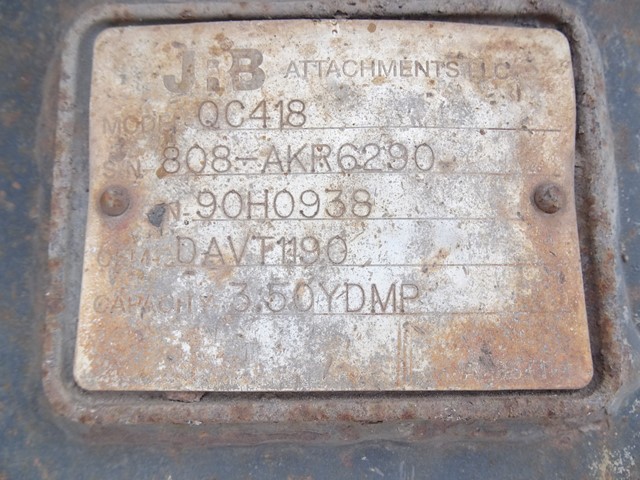 JRB ATTACHMENTS, LLC
MODEL QC418
S/N 808-AKR6290
N. 90H0938
DAVT1190
CAPACITY 3.50YDMP